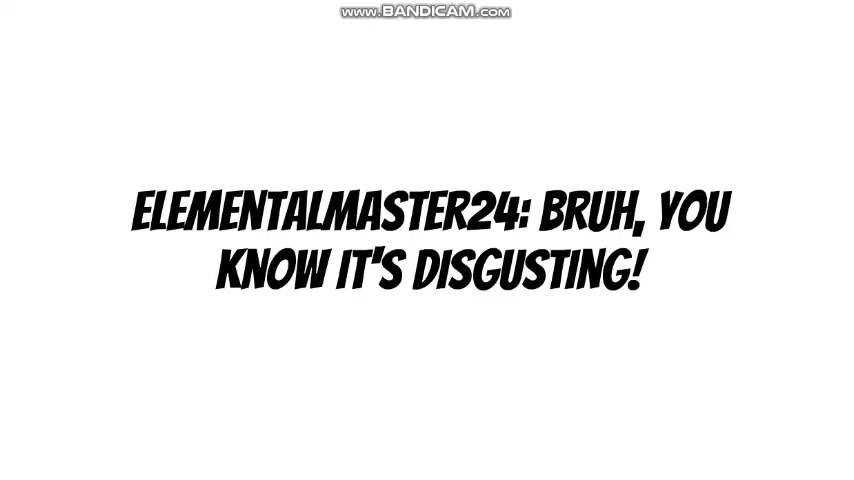 www.BANDICAM.com
ELEMENTALMASTER24: BRUH, YOU
KNOW IT'S DISGUSTING!